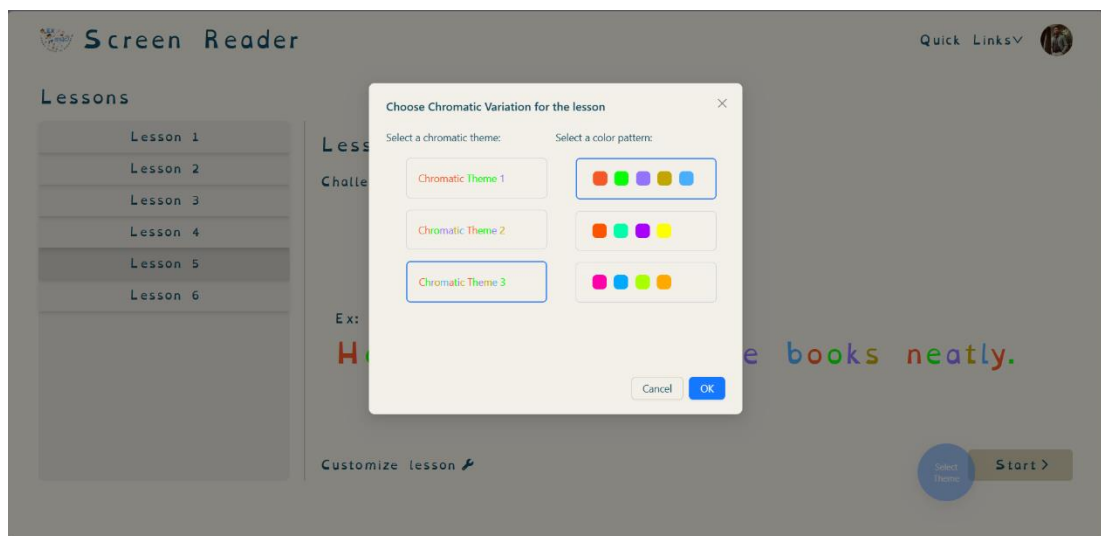 Screen Reader
Quick Links
Lessons
Lesson 1
Lesson 2
Lesson 3
Lesson 4
Lesson 5
Lesson 6
Choose Chromatic Variation for the lesson
Select a chromatic theme:
Select a color pattern:
Chromatic Theme 1
Chromatic Theme 2
Chromatic Theme 3
Cancel
OK
Ex:
books neatly.
Customize lesson
Select
Theme
Start